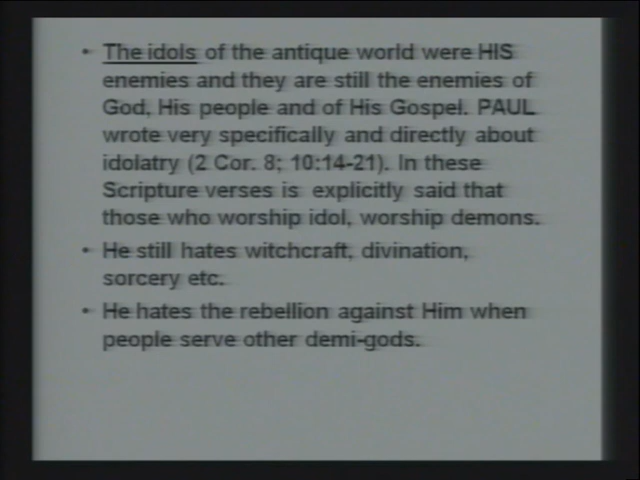 • The idols of the antique world were HIS
enemies and they are still the enemies of
God, His people and of His Gospel. PAUL
wrote very specifically and directly about
idolatry (2 Cor. 8; 10:14-21). In these
Scripture verses is explicitly said that
those who worship idol, worship demons.
• He still hates witchcraft, divination,
sorcery etc.
• He hates the rebellion against Him when
people serve other demi-gods.